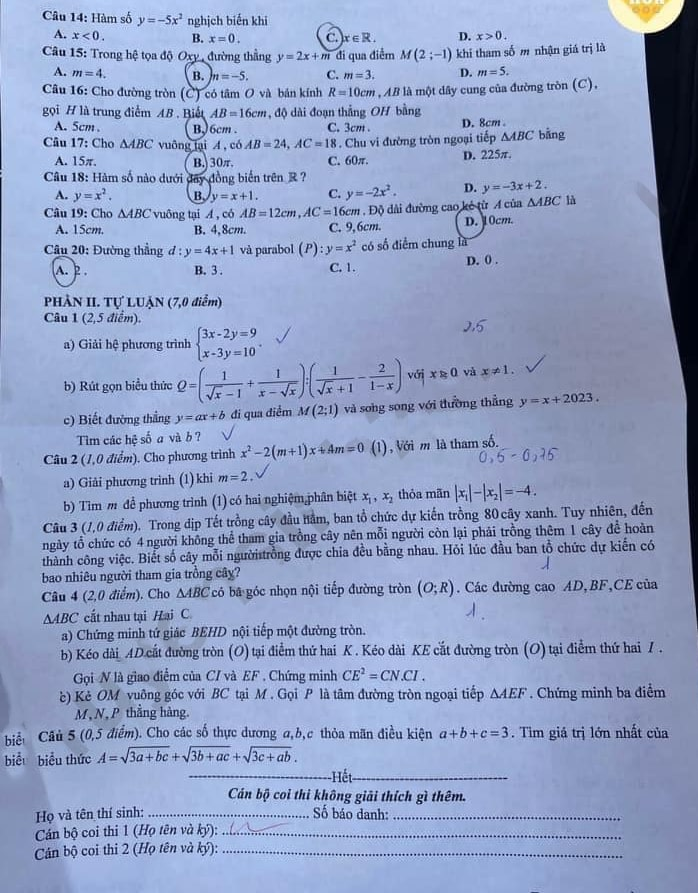 Câu 14: Hàm số y = −5x² nghịch biến khi
A. x < 0. B. x = 0. C. x ∈ ℝ. D. x > 0.
Câu 15: Trong hệ tọa độ Oxy, đường thẳng y = 2x + m đi qua điểm M(2 ; −1) khi tham số m nhận giá trị là
A. m = 4. B. m = −5. C. m = 3. D. m = 5.
Câu 16: Cho đường tròn (C) có tâm O và bán kính R = 10cm, AB là một dây cung của đường tròn (C),
gọi H là trung điểm AB. Biết AB = 16cm, độ dài đoạn thẳng OH bằng
A. 5cm. B. 6cm. C. 3cm. D. 8cm.
Câu 17: Cho ΔABC vuông tại A, có AB = 24, AC = 18. Chu vi đường tròn ngoại tiếp ΔABC bằng
A. 15π. B. 30π. C. 60π. D. 225π.
Câu 18: Hàm số nào dưới đây đồng biến trên ℝ?
A. y = x². B. y = x + 1. C. y = −2x². D. y = −3x + 2.
Câu 19: Cho ΔABC vuông tại A, có AB = 12cm, AC = 16cm. Độ dài đường cao kẻ từ A của ΔABC là
A. 15cm. B. 4,8cm. C. 9,6cm. D. 10cm.
Câu 20: Đường thẳng d : y = 4x + 1 và parabol (P) : y = x² có số điểm chung là
A. 2. B. 3. C. 1. D. 0.
PHẦN II. TỰ LUẬN (7,0 điểm)
Câu 1 (2,5 điểm).
2,5
a) Giải hệ phương trình {3x - 2y = 9; x - 3y = 10.
b) Rút gọn biểu thức Q = (1/(√x − 1) + 1/(x − √x)) : (1/(√x + 1) − 2/(1 − x)) với x ≥ 0 và x ≠ 1.
c) Biết đường thẳng y = ax + b đi qua điểm M(2;1) và song song với đường thẳng y = x + 2023.
Tìm các hệ số a và b?
Câu 2 (1,0 điểm). Cho phương trình x² − 2(m+1)x + 4m = 0 (1), Với m là tham số.
0,5 - 0,75
a) Giải phương trình (1) khi m = 2.
b) Tìm m để phương trình (1) có hai nghiệm phân biệt x₁, x₂ thỏa mãn |x₁| − |x₂| = −4.
Câu 3 (1,0 điểm). Trong dịp Tết trồng cây đầu năm, ban tổ chức dự kiến trồng 80 cây xanh. Tuy nhiên, đến
ngày tổ chức có 4 người không thể tham gia trồng cây nên mỗi người còn lại phải trồng thêm 1 cây để hoàn
thành công việc. Biết số cây mỗi ngườitrồng được chia đều bằng nhau. Hỏi lúc đầu ban tổ chức dự kiến có
bao nhiêu người tham gia trồng cây?
1
Câu 4 (2,0 điểm). Cho ΔABC có ba góc nhọn nội tiếp đường tròn (O; R). Các đường cao AD, BF, CE của
ΔABC cắt nhau tại H.
1.
a) Chứng minh tứ giác BEHD nội tiếp một đường tròn.
b) Kéo dài AD cắt đường tròn (O) tại điểm thứ hai K. Kéo dài KE cắt đường tròn (O) tại điểm thứ hai I.
Gọi N là giao điểm của CI và EF. Chứng minh CE² = CN.CI.
c) Kẻ OM vuông góc với BC tại M. Gọi P là tâm đường tròn ngoại tiếp ΔAEF. Chứng minh ba điểm
M, N, P thẳng hàng.
biểu Câu 5 (0,5 điểm). Cho các số thực dương a, b, c thỏa mãn điều kiện a + b + c = 3. Tìm giá trị lớn nhất của
biểu biểu thức A = √(3a + bc) + √(3b + ac) + √(3c + ab).
Hết
Cán bộ coi thi không giải thích gì thêm.
Họ và tên thí sinh: Số báo danh:
Cán bộ coi thi 1 (Họ tên và ký):
Cán bộ coi thi 2 (Họ tên và ký):